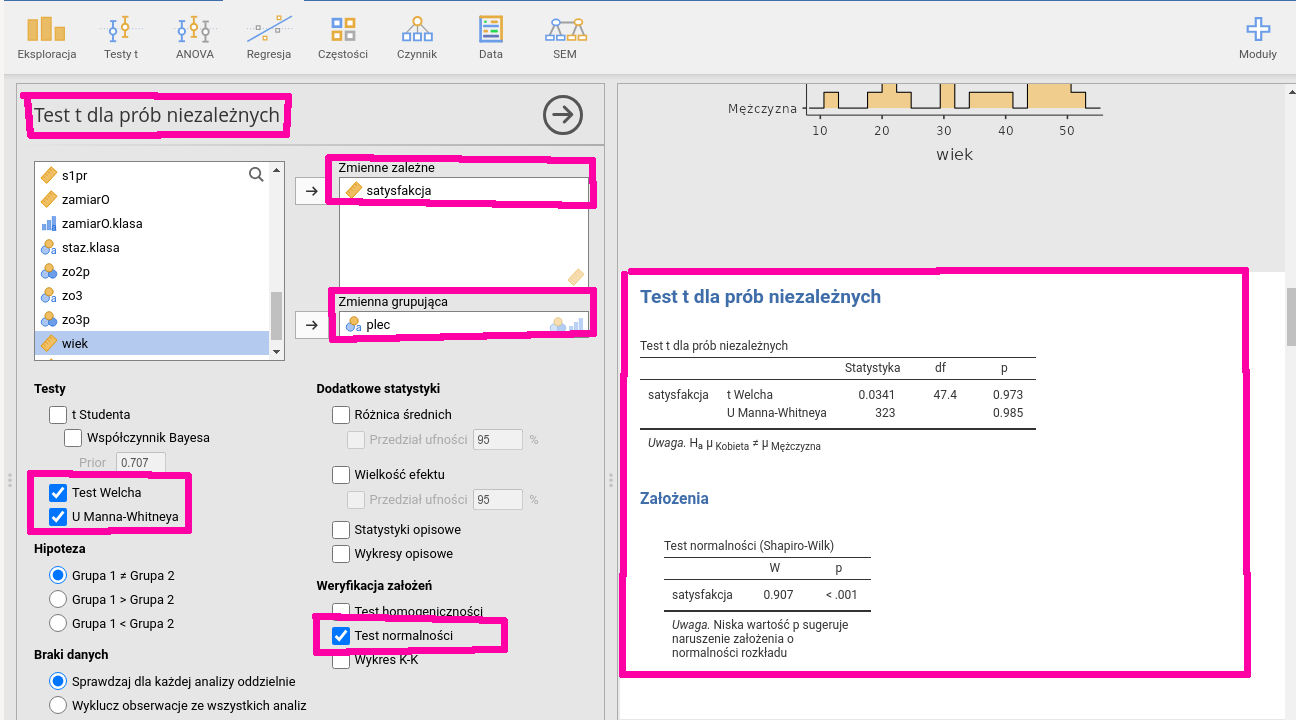 Eksploracja Testy t ANOVA Regresja Częstości Czynnik Data SEM Moduły
Test t dla prób niezależnych
s1pr
zamiarO
zamiarO.klasa
staz.klasa
zo2p
zo3
zo3p
wiek
Zmienne zależne
satysfakcja
Zmienna grupująca
plec
Testy
t Studenta
Współczynnik Bayesa
Prior 0.707
Test Welcha
U Manna-Whitneya
Hipoteza
Grupa 1 ≠ Grupa 2
Grupa 1 > Grupa 2
Grupa 1 < Grupa 2
Braki danych
Sprawdzaj dla każdej analizy oddzielnie
Wyklucz obserwacje ze wszystkich analiz
Dodatkowe statystyki
Różnica średnich
Przedział ufności 95 %
Wielkość efektu
Przedział ufności 95 %
Statystyki opisowe
Wykresy opisowe
Weryfikacja założeń
Test homogeniczności
Test normalności
Wykres K-K
Mężczyzna
10 20 30 40 50
wiek
Test t dla prób niezależnych
Test t dla prób niezależnych
Statystyka df p
satysfakcja t Welcha 0.0341 47.4 0.973
U Manna-Whitneya 323 0.985
Uwaga. Hₐ μ Kobieta ≠ μ Mężczyzna
Założenia
Test normalności (Shapiro-Wilk)
W p
satysfakcja 0.907 < .001
Uwaga. Niska wartość p sugeruje
naruszenie założenia o
normalności rozkładu